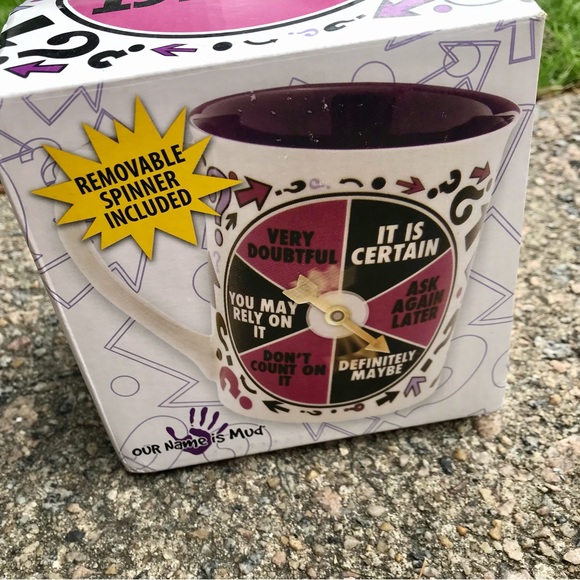 REMOVABLE
SPINNER
INCLUDED
VERY
DOUBTFUL
IT IS
CERTAIN
YOU MAY
RELY ON
IT
ASK
AGAIN
LATER
DON'T
COUNT ON
IT
DEFINITELY
MAYBE
OUR Name is Mud